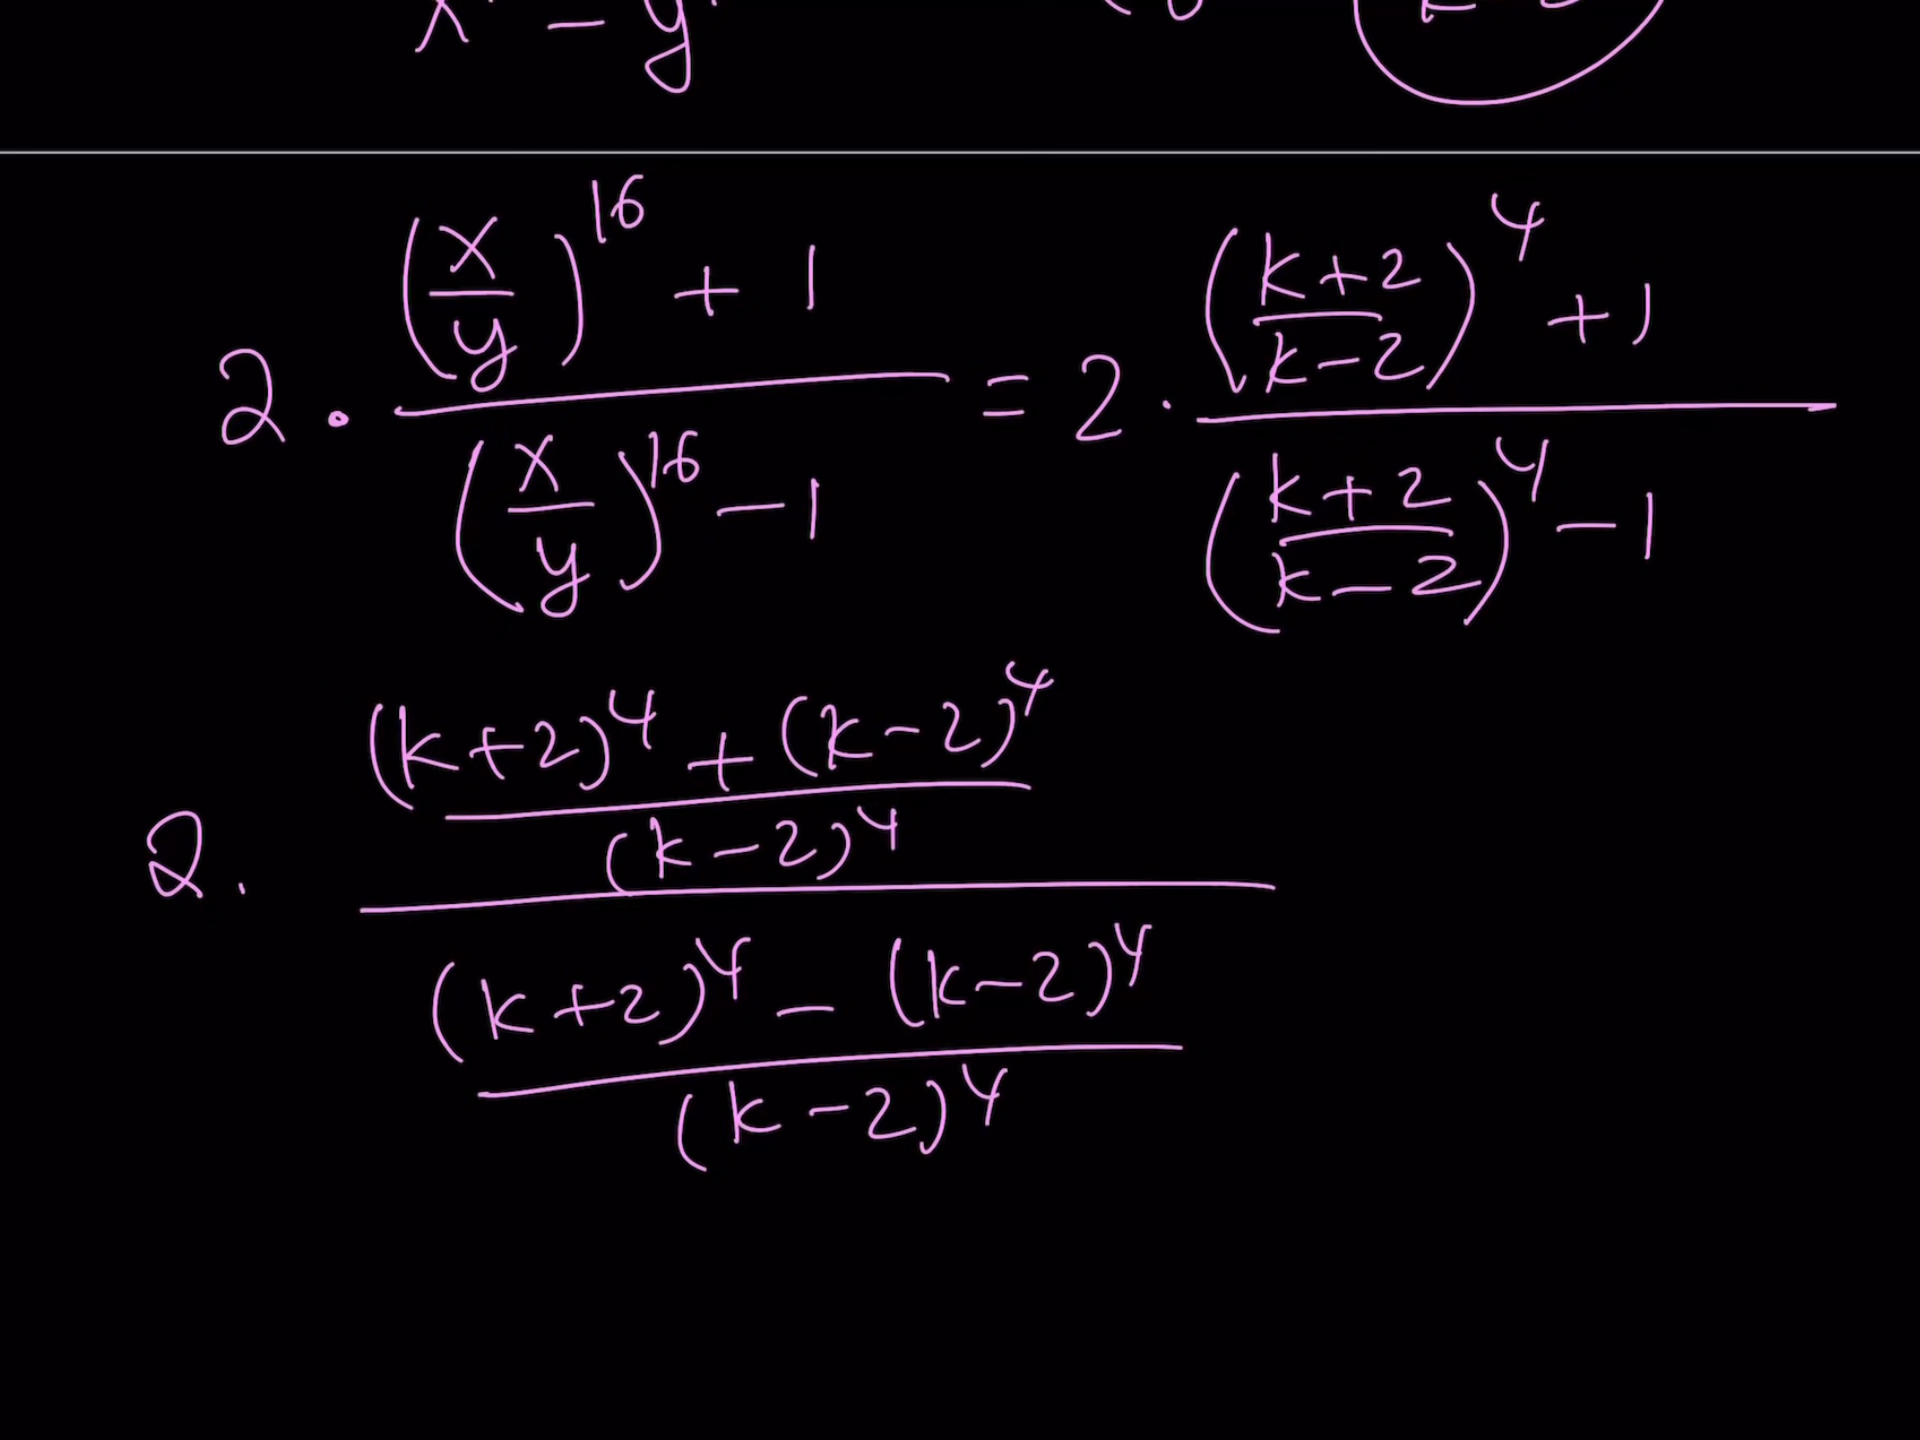 x - y
2 · ((x/y)^16 + 1) / ((x/y)^16 - 1) = 2 · (((k+2)/(k-2))^4 + 1) / (((k+2)/(k-2))^4 - 1)
2 · (((k+2)^4 + (k-2)^4) / (k-2)^4) / (((k+2)^4 - (k-2)^4) / (k-2)^4)